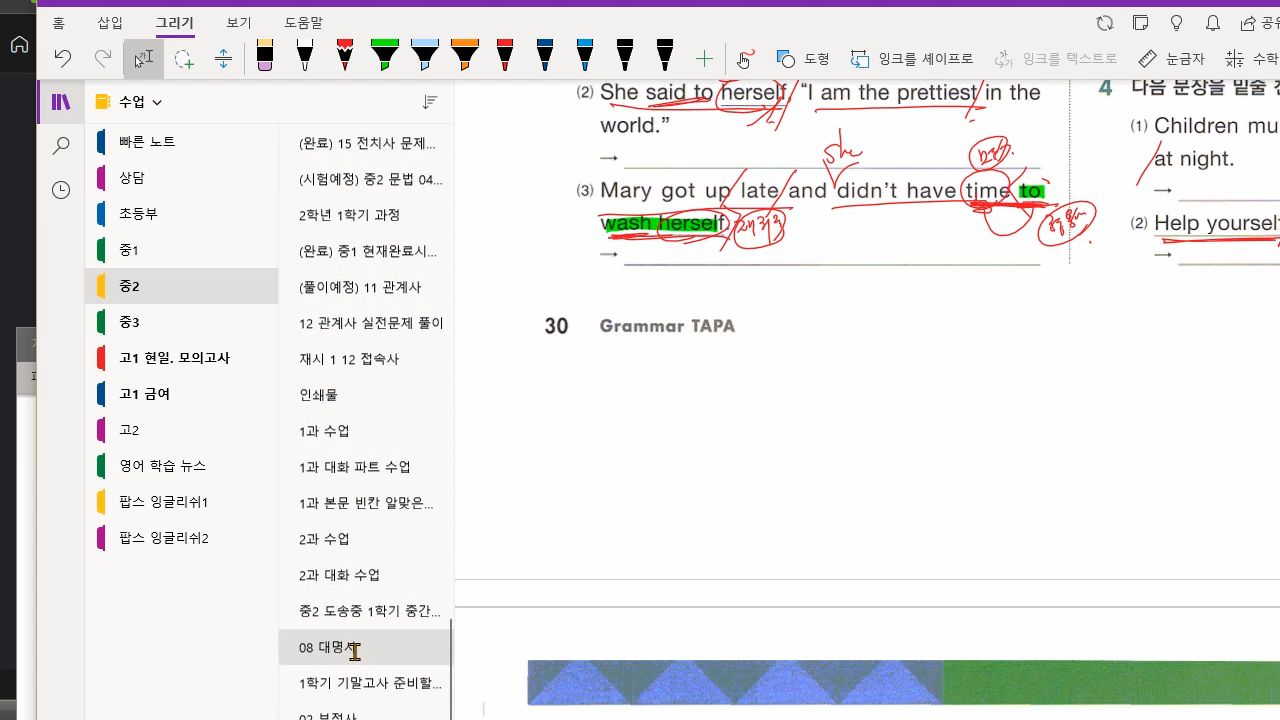 홈 삽입 그리기 보기 도움말
도형 잉크를 셰이프로 잉크를 텍스트로 눈금자 수학
수업
빠른 노트
상담
초등부
중1
중2
중3
고1 현일. 모의고사
고1 금여
고2
영어 학습 뉴스
팝스 잉글리쉬1
팝스 잉글리쉬2
(완료) 15 전치사 문제...
(시험예정) 중2 문법 04...
2학년 1학기 과정
(완료) 중1 현재완료시...
(풀이예정) 11 관계사
12 관계사 실전문제 풀이
재시 1 12 접속사
인쇄물
1과 수업
1과 대화 파트 수업
1과 본문 빈칸 알맞은...
2과 수업
2과 대화 수업
중2 도송중 1학기 중간...
08 대명사
1학기 기말고사 준비할...
02 부정사
(2) She said to herself, “I am the prettiest in the
world.”
→
she
(3) Mary got up late and didn’t have time to
wash herself.
→
30 Grammar TAPA
4 다음 문장을 밑줄
(1) Children mu
at night.
→
(2) Help yourself
→